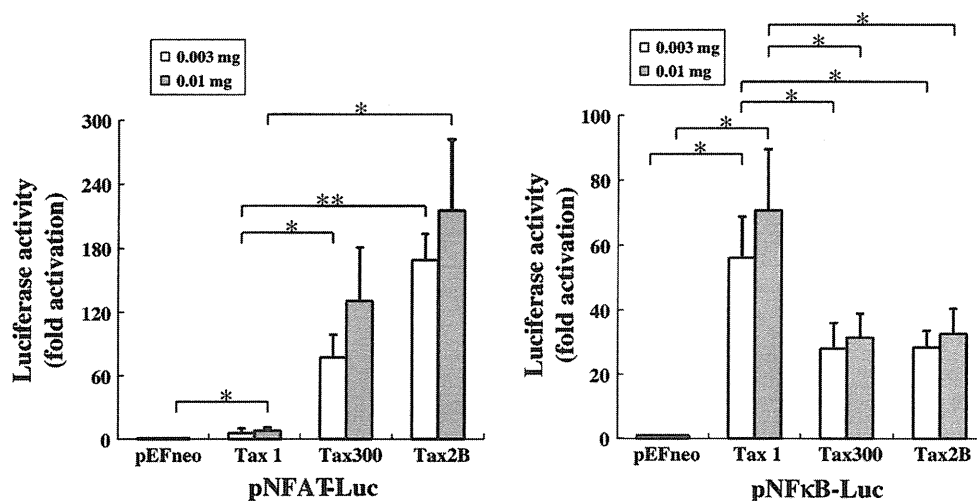 0.003 mg
0.01 mg
Luciferase activity
(fold activation)
300
240
180
120
60
0
*
**
*
*
pEFneo Tax 1 Tax300 Tax2B
pNFAT-Luc
0.003 mg
0.01 mg
Luciferase activity
(fold activation)
100
80
60
40
20
0
*
*
*
*
*
*
pEFneo Tax 1 Tax300 Tax2B
pNFκB-Luc